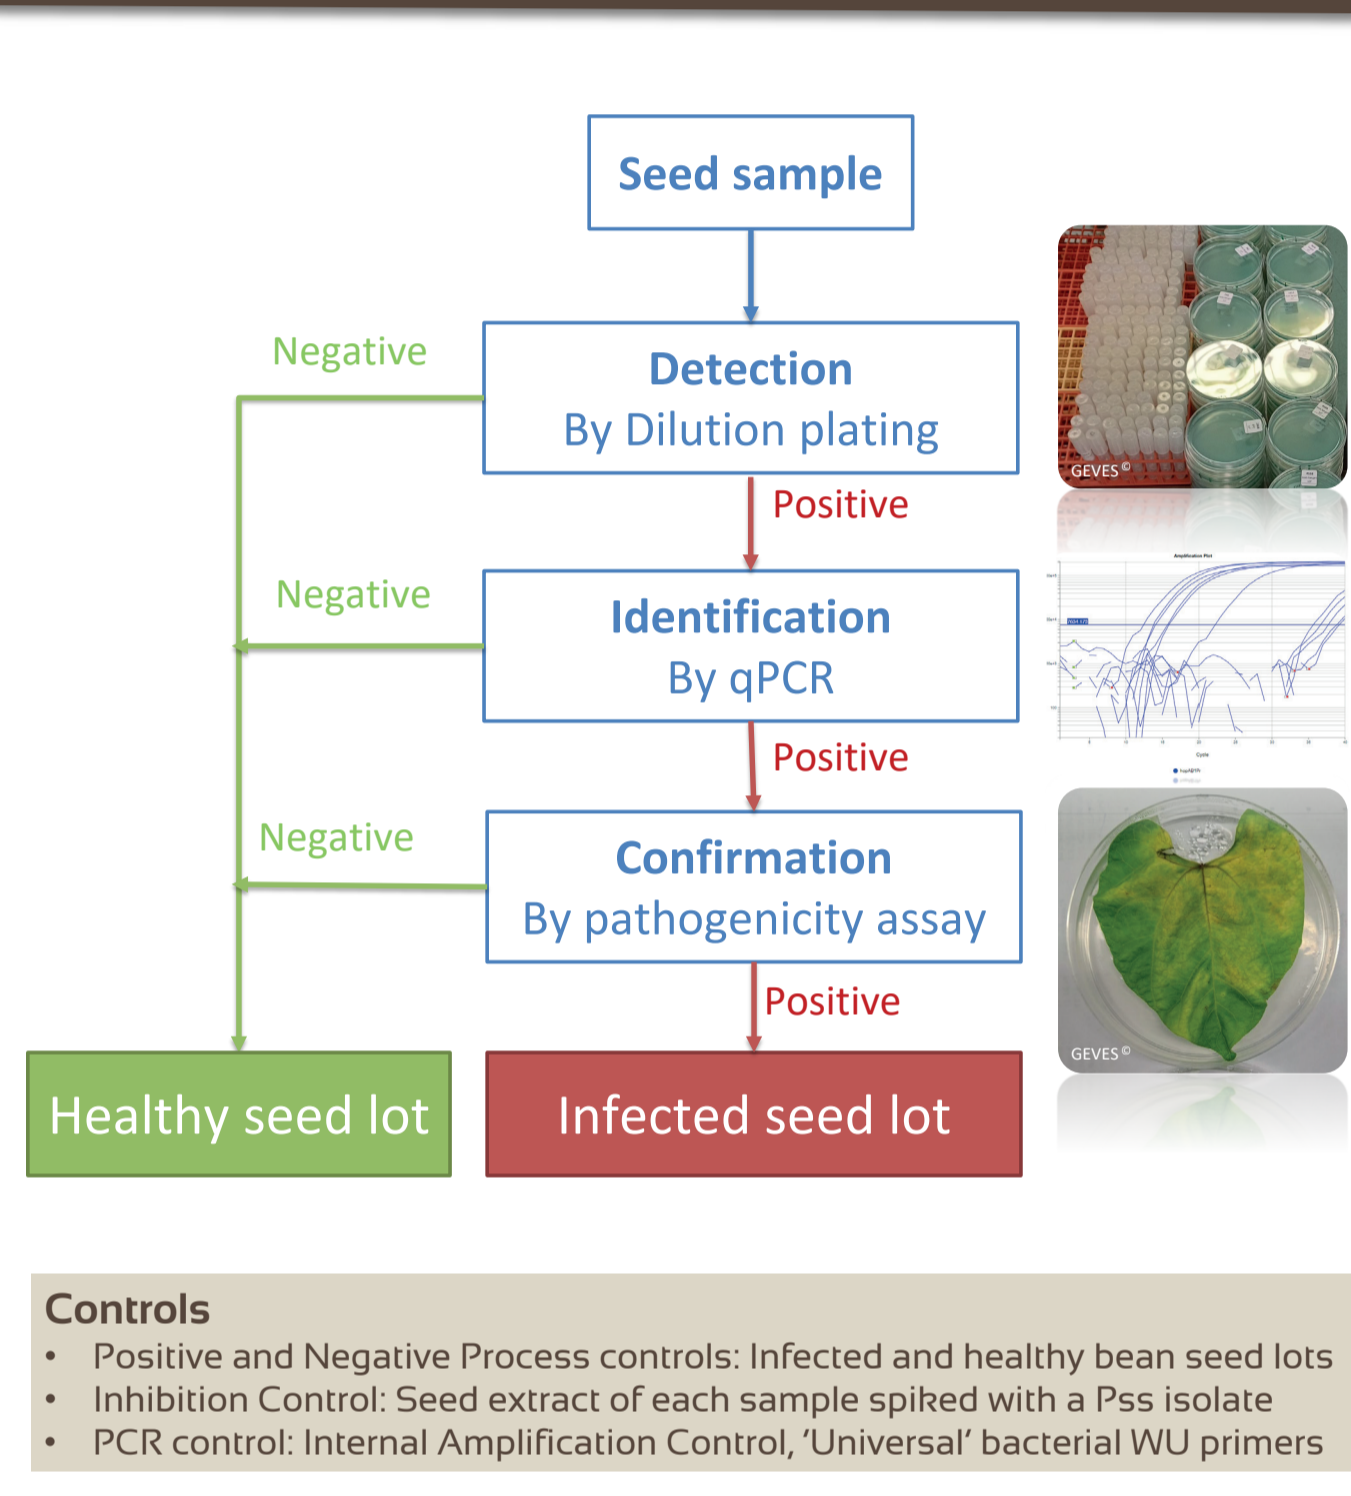 Seed sample
Negative
Detection
By Dilution plating
GEVES©
Positive
Amplification Plot
Negative
Identification
By qPCR
Cycle
Positive
Negative
Confirmation
By pathogenicity assay
GEVES©
Positive
Healthy seed lot
Infected seed lot
Controls
• Positive and Negative Process controls: Infected and healthy bean seed lots
• Inhibition Control: Seed extract of each sample spiked with a Pss isolate
• PCR control: Internal Amplification Control, ‘Universal’ bacterial WU primers